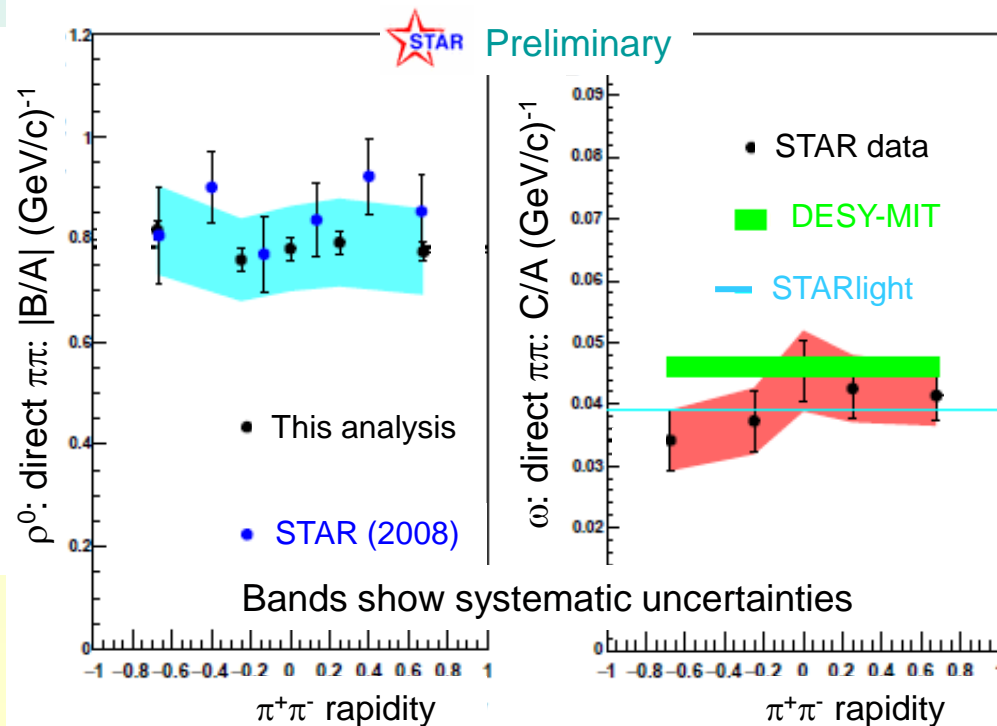 STAR Preliminary
ρ⁰: direct ππ: |B/A| (GeV/c)⁻¹
1.2
1
0.8
0.6
0.4
0.2
0
This analysis
STAR (2008)
−1 −0.8 −0.6 −0.4 −0.2 0 0.2 0.4 0.6 0.8 1
π⁺π⁻ rapidity
ω: direct ππ: C/A (GeV/c)⁻¹
0.09
0.08
0.07
0.06
0.05
0.04
0.03
0.02
0
STAR data
DESY-MIT
STARlight
Bands show systematic uncertainties
−1 −0.8 −0.6 −0.4 −0.2 0 0.2 0.4 0.6 0.8 1
π⁺π⁻ rapidity